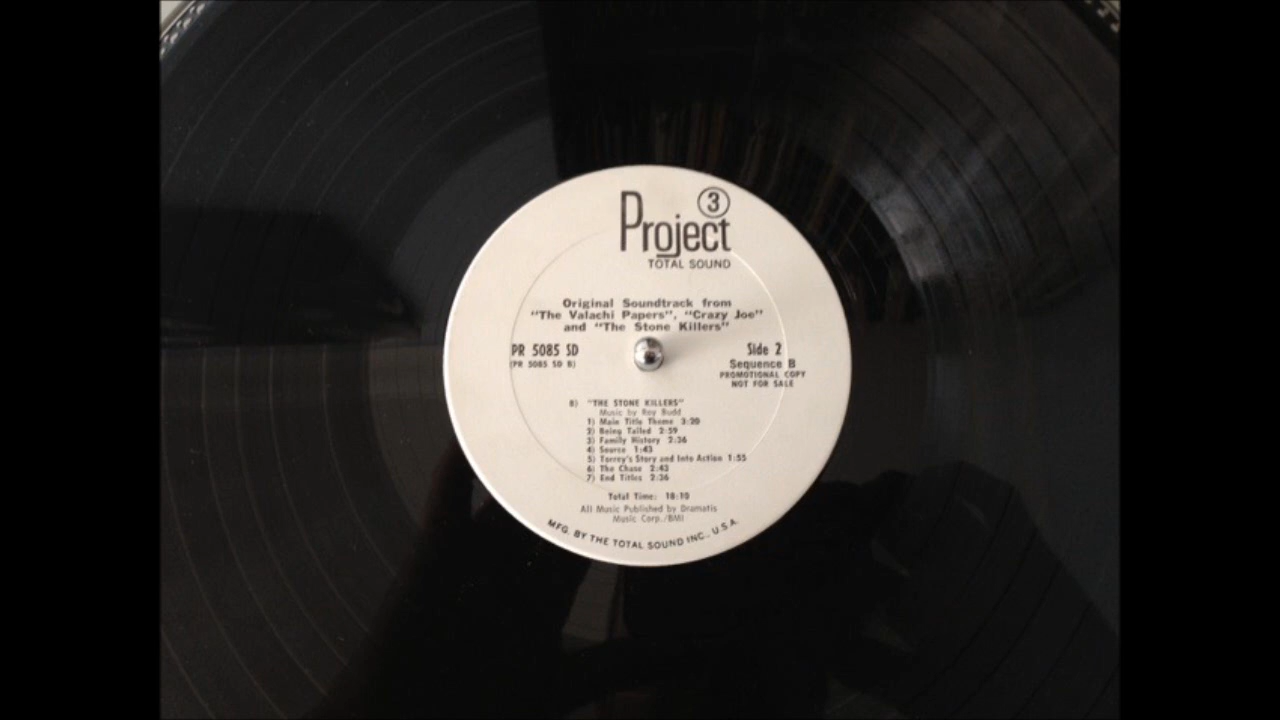 Project 3
TOTAL SOUND
Original Soundtrack from
"The Valachi Papers", "Crazy Joe"
and "The Stone Killers"
PR 5085 SD
(PR 5085 SD B)
Side 2
Sequence B
PROMOTIONAL COPY
NOT FOR SALE
B) "THE STONE KILLERS"
Music by Roy Budd
1) Main Title Theme 3:20
2) Being Tailed 2:59
3) Family History 2:36
4) Source 1:43
5) Torrey's Story and Into Action 1:55
6) The Chase 2:43
7) End Titles 2:36
Total Time: 18:10
All Music Published by Dramatis
Music Corp./BMI
MFG. BY THE TOTAL SOUND INC., U.S.A.